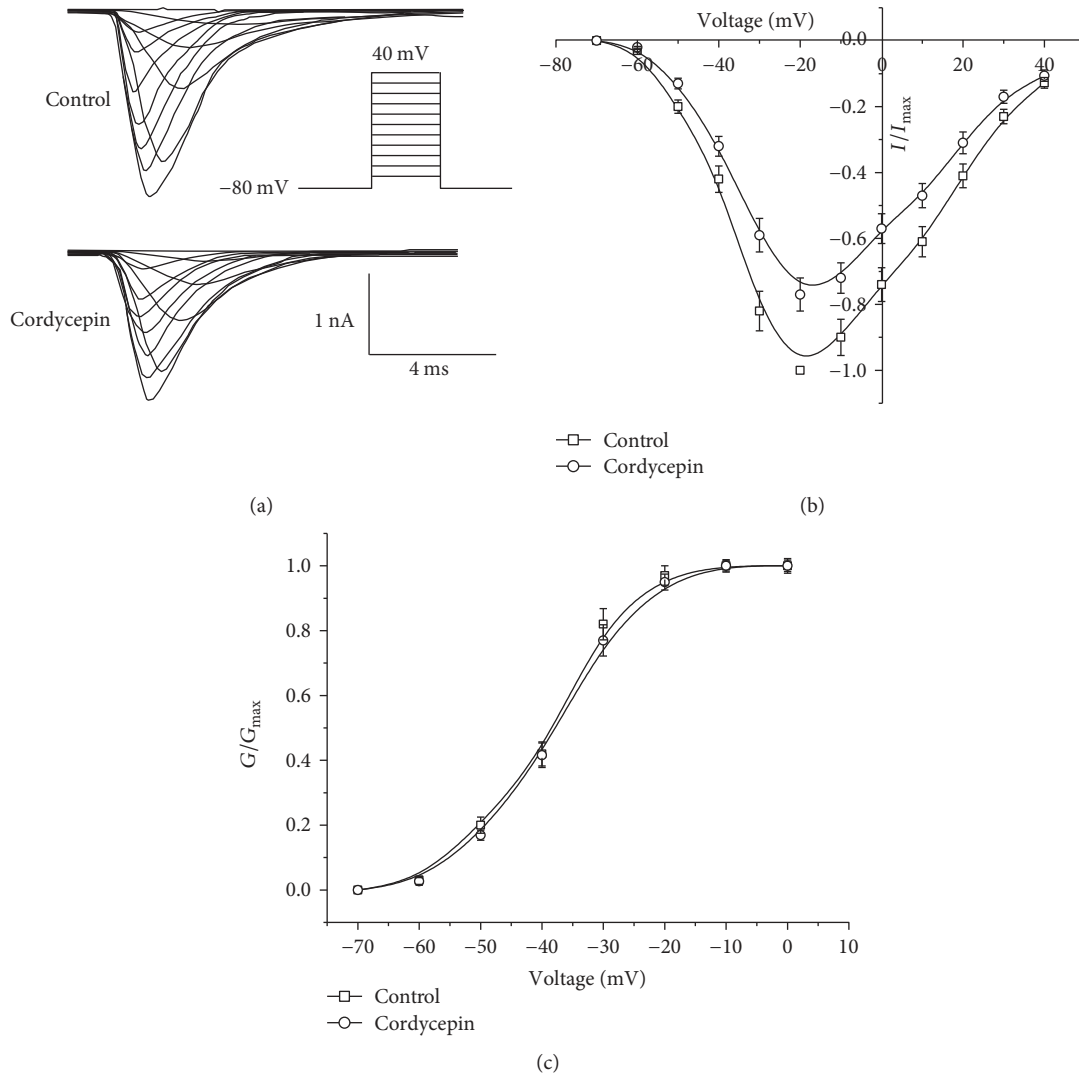 Control
40 mV
−80 mV
Cordycepin
1 nA
4 ms
(a)
Voltage (mV)
−80 −60 −40 −20 0 20 40
0.0
−0.2
−0.4
−0.6
−0.8
−1.0
I/Imax
Control
Cordycepin
(b)
1.0
0.8
0.6
0.4
0.2
0.0
G/Gmax
−70 −60 −50 −40 −30 −20 −10 0 10
Voltage (mV)
Control
Cordycepin
(c)